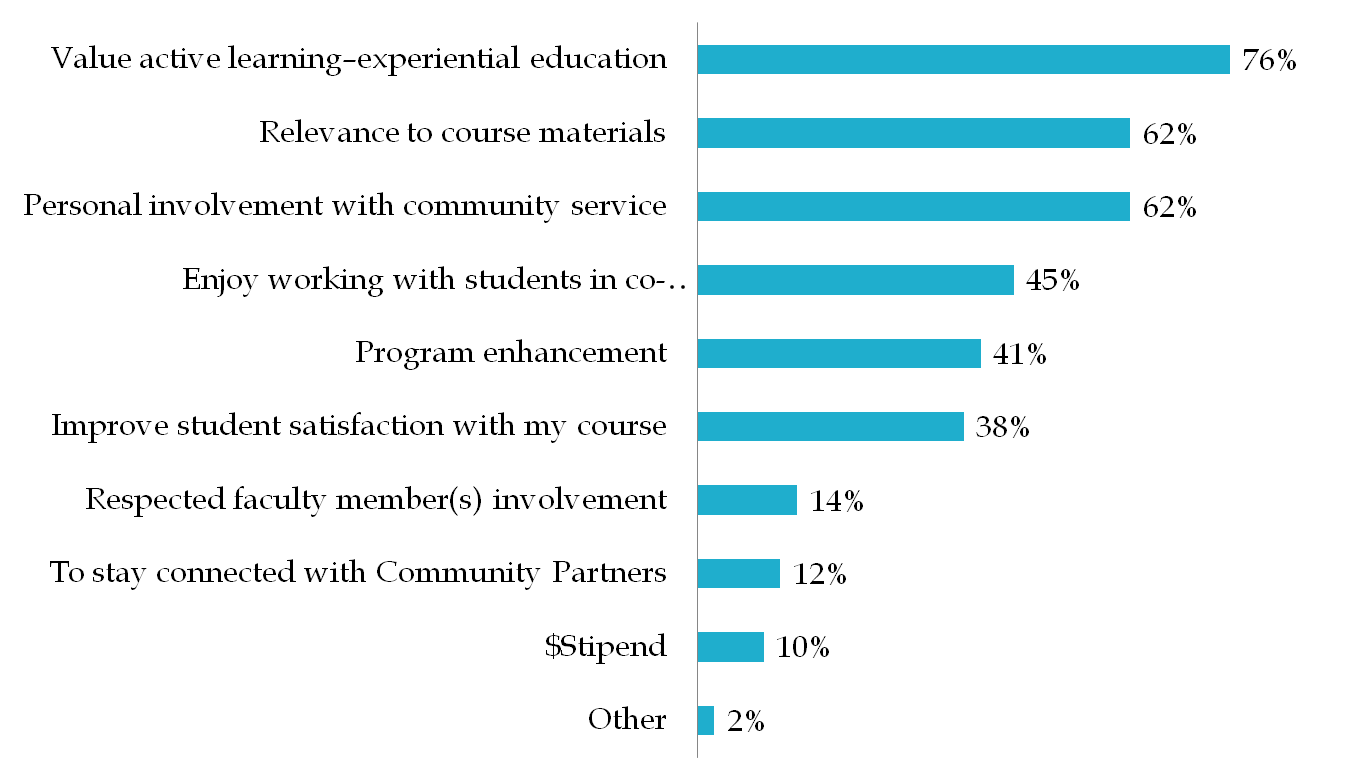 Value active learning–experiential education 76%
Relevance to course materials 62%
Personal involvement with community service 62%
Enjoy working with students in co-.. 45%
Program enhancement 41%
Improve student satisfaction with my course 38%
Respected faculty member(s) involvement 14%
To stay connected with Community Partners 12%
$Stipend 10%
Other 2%